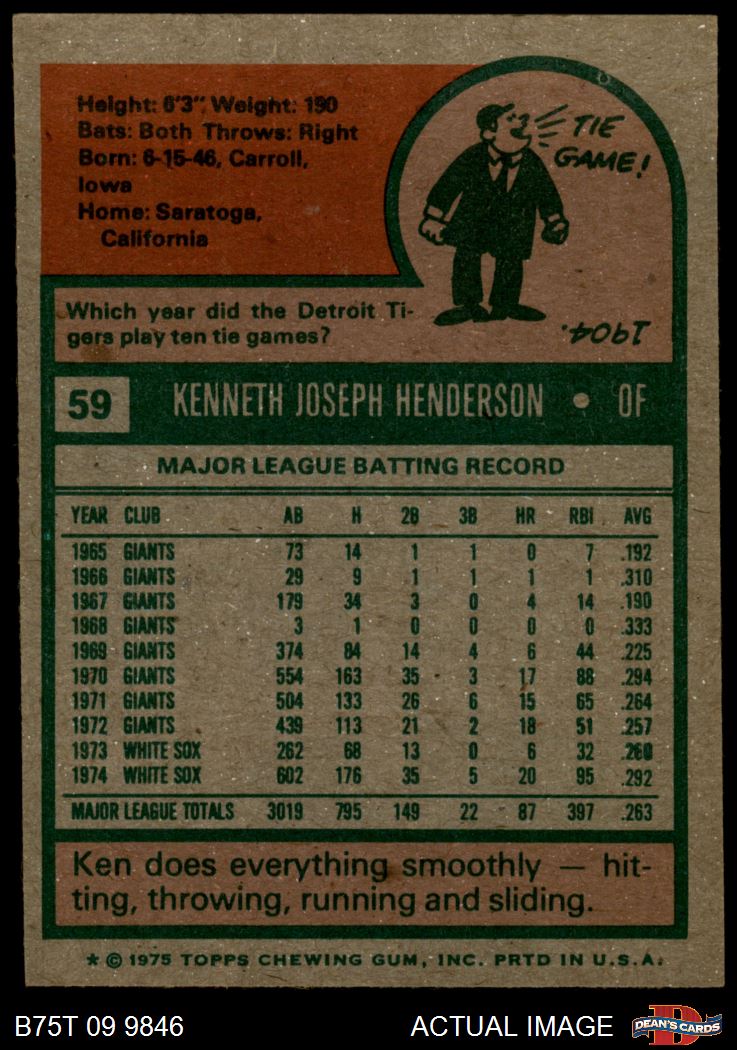 Height: 6'3" Weight: 190
Bats: Both Throws: Right
Born: 6-15-46, Carroll,
Iowa
Home: Saratoga,
California
TIE
GAME!
Which year did the Detroit Ti-
gers play ten tie games?
1904.
59 KENNETH JOSEPH HENDERSON • OF
MAJOR LEAGUE BATTING RECORD
YEAR CLUB AB H 2B 3B HR RBI AVG
1965 GIANTS 73 14 1 1 0 7 .192
1966 GIANTS 29 9 1 1 1 1 .310
1967 GIANTS 179 34 3 0 4 14 .190
1968 GIANTS 3 1 0 0 0 0 .333
1969 GIANTS 374 84 14 4 6 44 .225
1970 GIANTS 554 163 35 3 17 88 .294
1971 GIANTS 504 133 26 6 15 65 .264
1972 GIANTS 439 113 21 2 18 51 .257
1973 WHITE SOX 262 68 13 0 6 32 .260
1974 WHITE SOX 602 176 35 5 20 95 .292
MAJOR LEAGUE TOTALS 3019 795 149 22 87 397 .263
Ken does everything smoothly — hit-
ting, throwing, running and sliding.
* © 1975 TOPPS CHEWING GUM, INC. PRTD IN U.S.A.
B75T 09 9846 ACTUAL IMAGE D DEAN'S CARDS